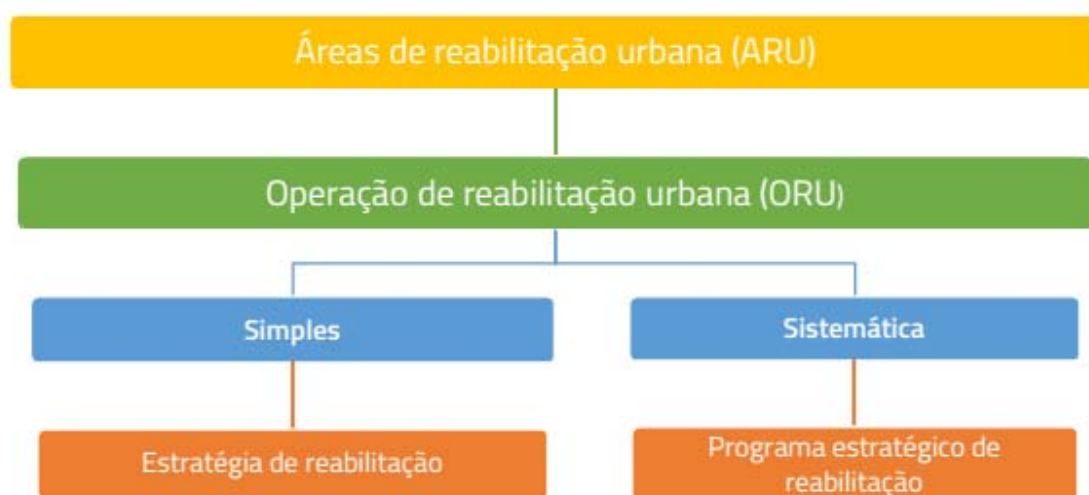 Áreas de reabilitação urbana (ARU)
Operação de reabilitação urbana (ORU)
Simples
Sistemática
Estratégia de reabilitação
Programa estratégico de
reabilitação